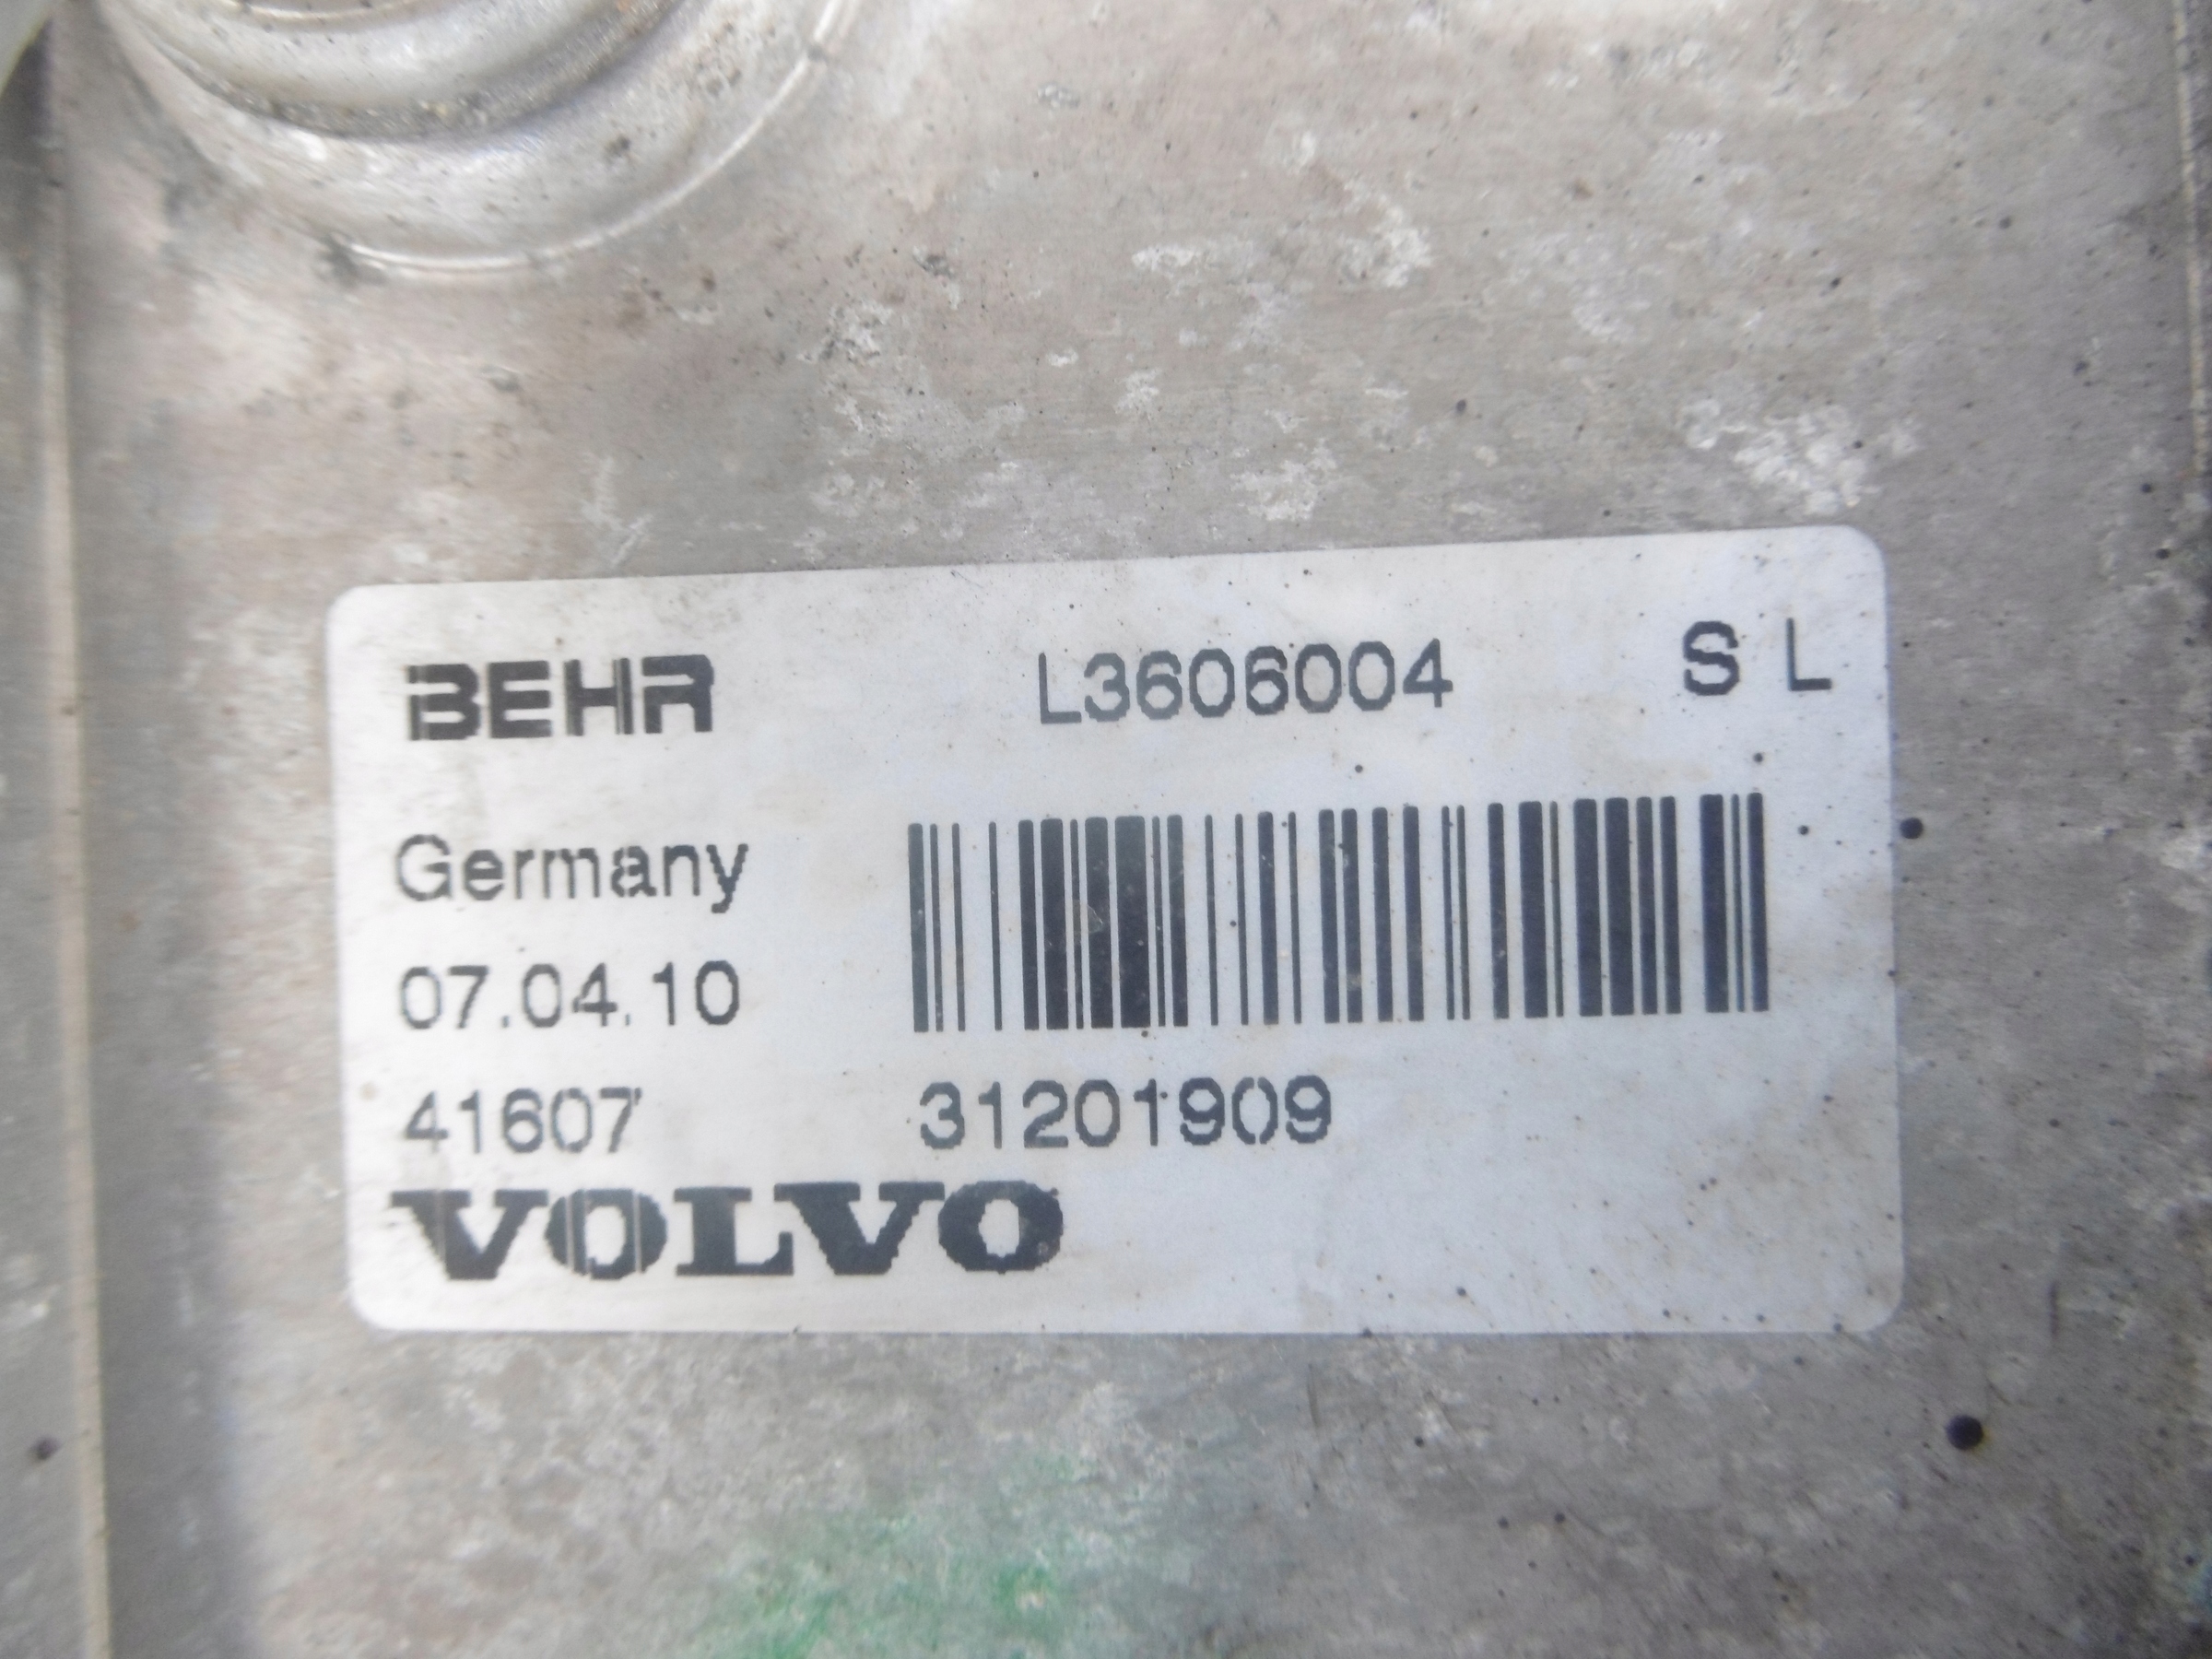 BEHR L3606004 S L
Germany
07.04.10
41607 31201909
VOLVO